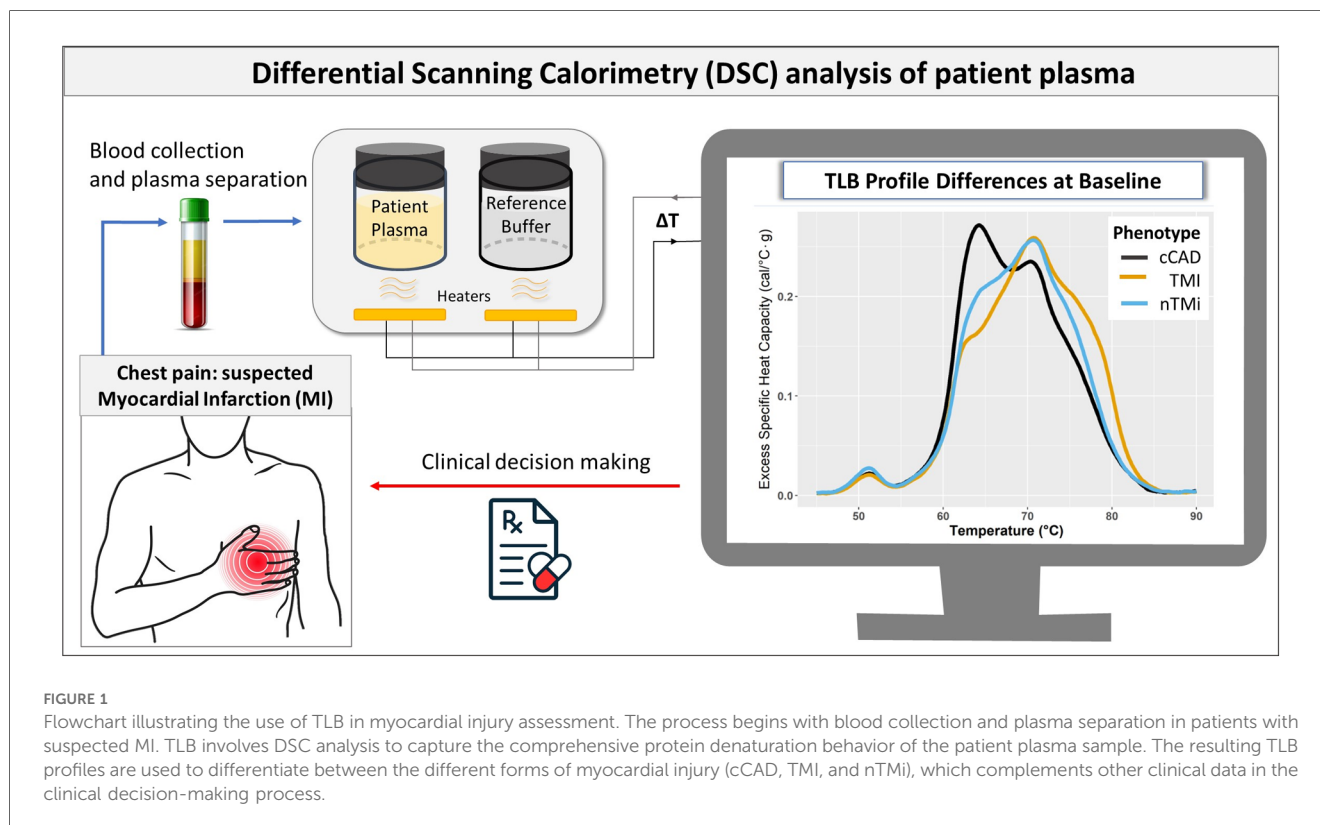 Differential Scanning Calorimetry (DSC) analysis of patient plasma
Blood collection
and plasma separation
Patient
Plasma
Reference
Buffer
Heaters
ΔT
Chest pain: suspected
Myocardial Infarction (MI)
Clinical decision making
Rx
TLB Profile Differences at Baseline
Phenotype
cCAD
TMI
nTMi
Excess Specific Heat Capacity (cal/°C· g)
0.2
0.1
0.0
50
60
70
80
90
Temperature (°C)
FIGURE 1
Flowchart illustrating the use of TLB in myocardial injury assessment. The process begins with blood collection and plasma separation in patients with
suspected MI. TLB involves DSC analysis to capture the comprehensive protein denaturation behavior of the patient plasma sample. The resulting TLB
profiles are used to differentiate between the different forms of myocardial injury (cCAD, TMI, and nTMi), which complements other clinical data in the
clinical decision-making process.